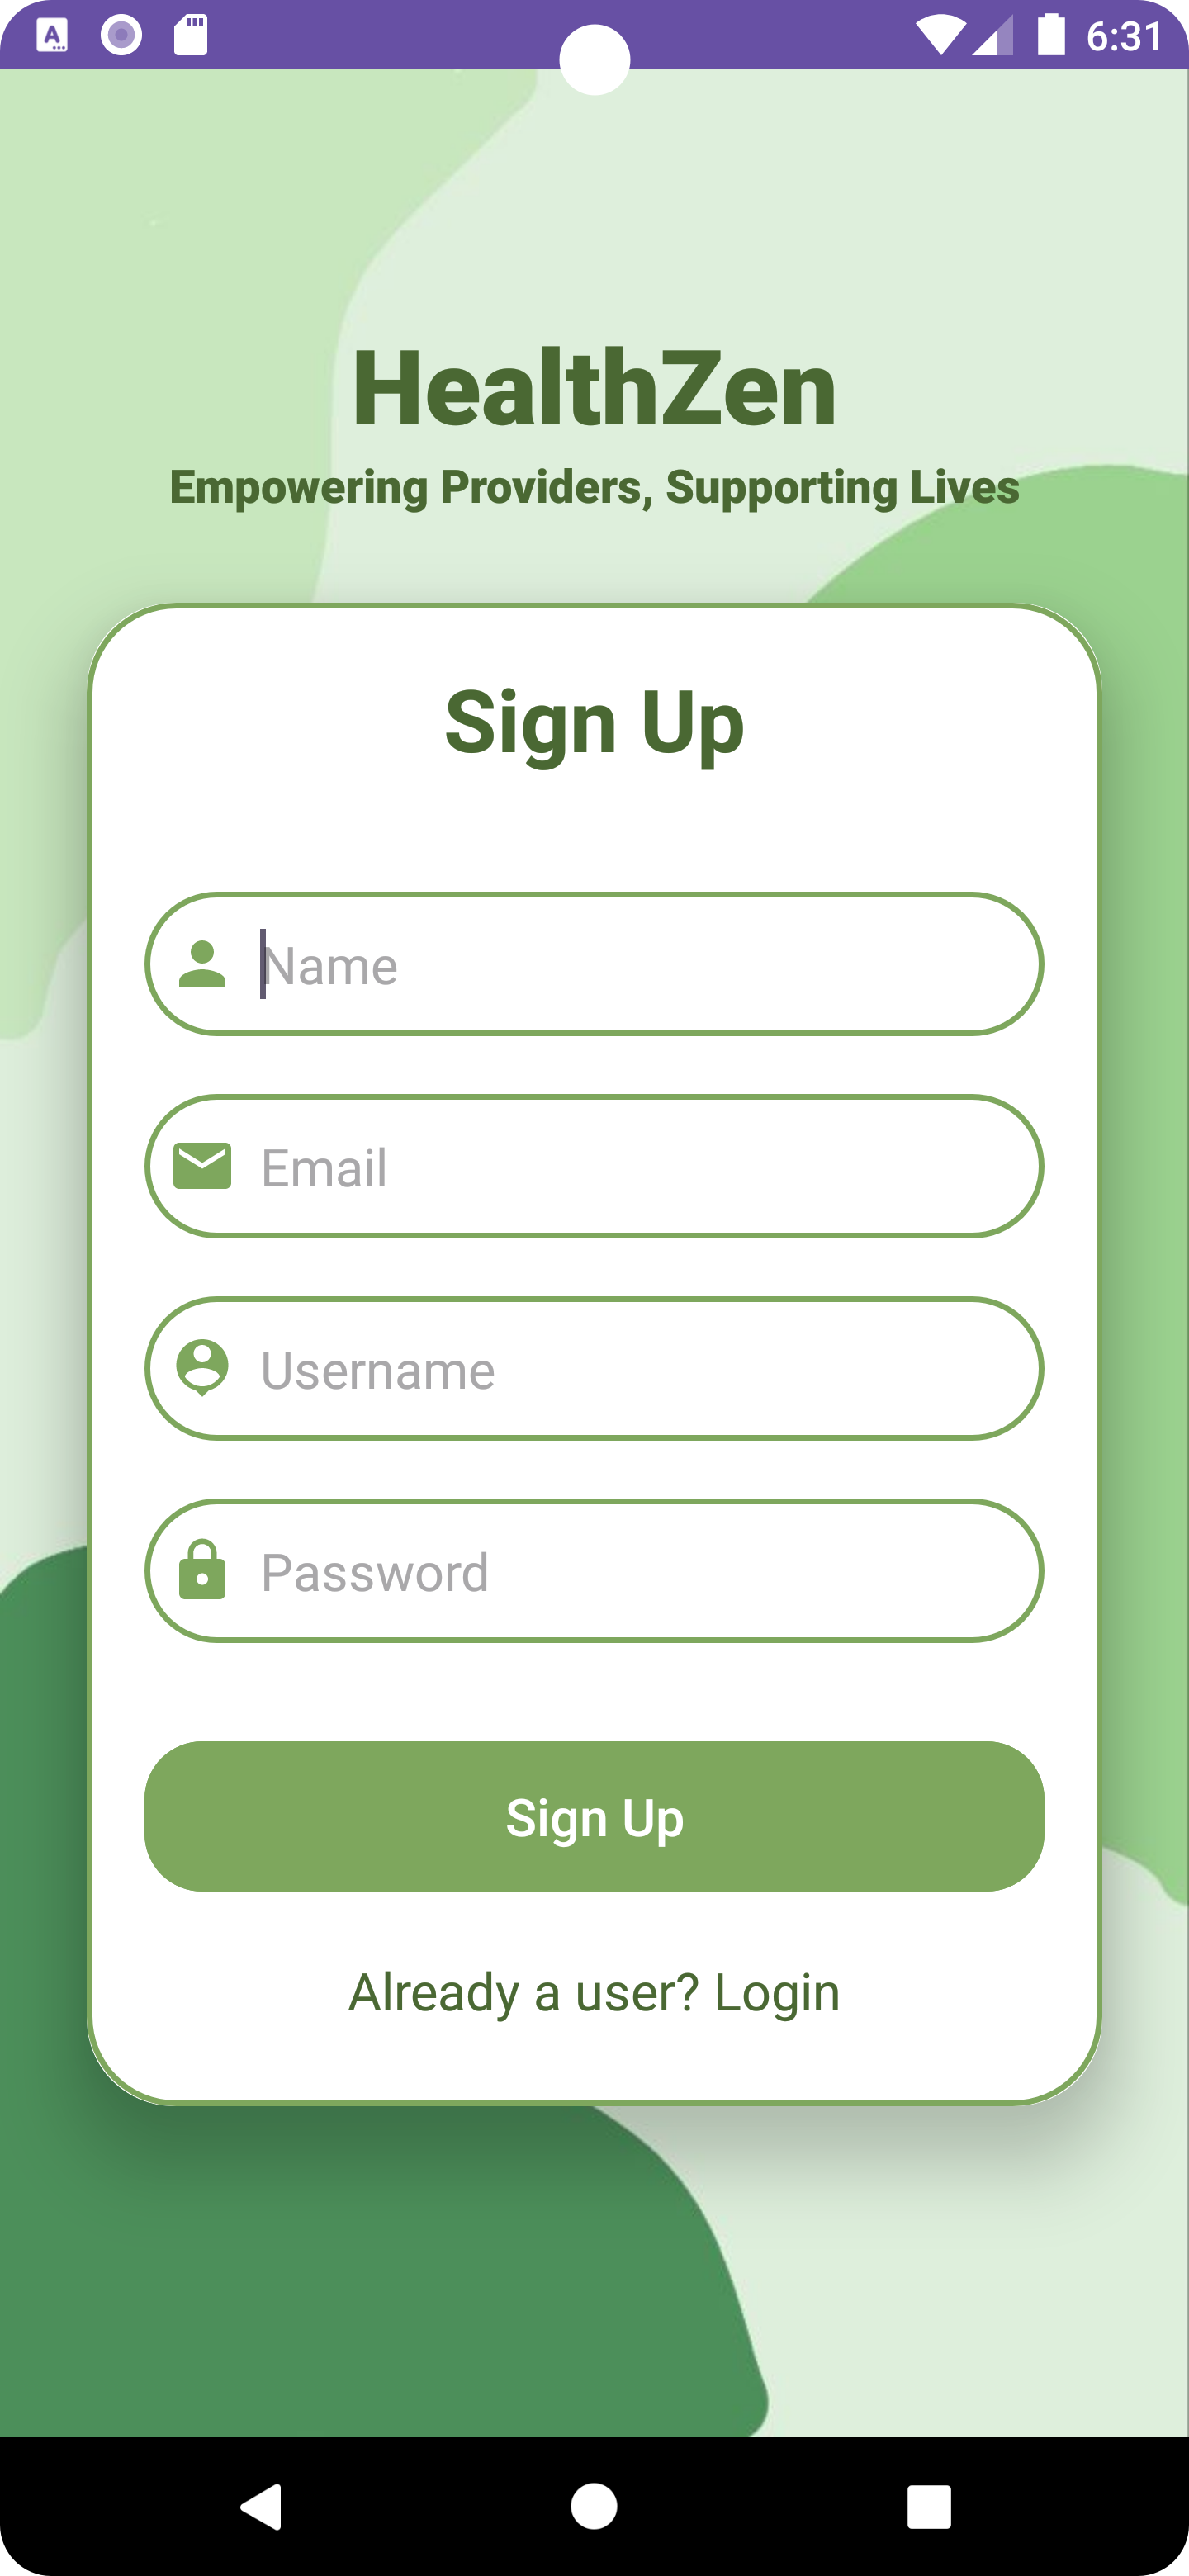 6:31
HealthZen
Empowering Providers, Supporting Lives
Sign Up
Name
Email
Username
Password
Sign Up
Already a user? Login